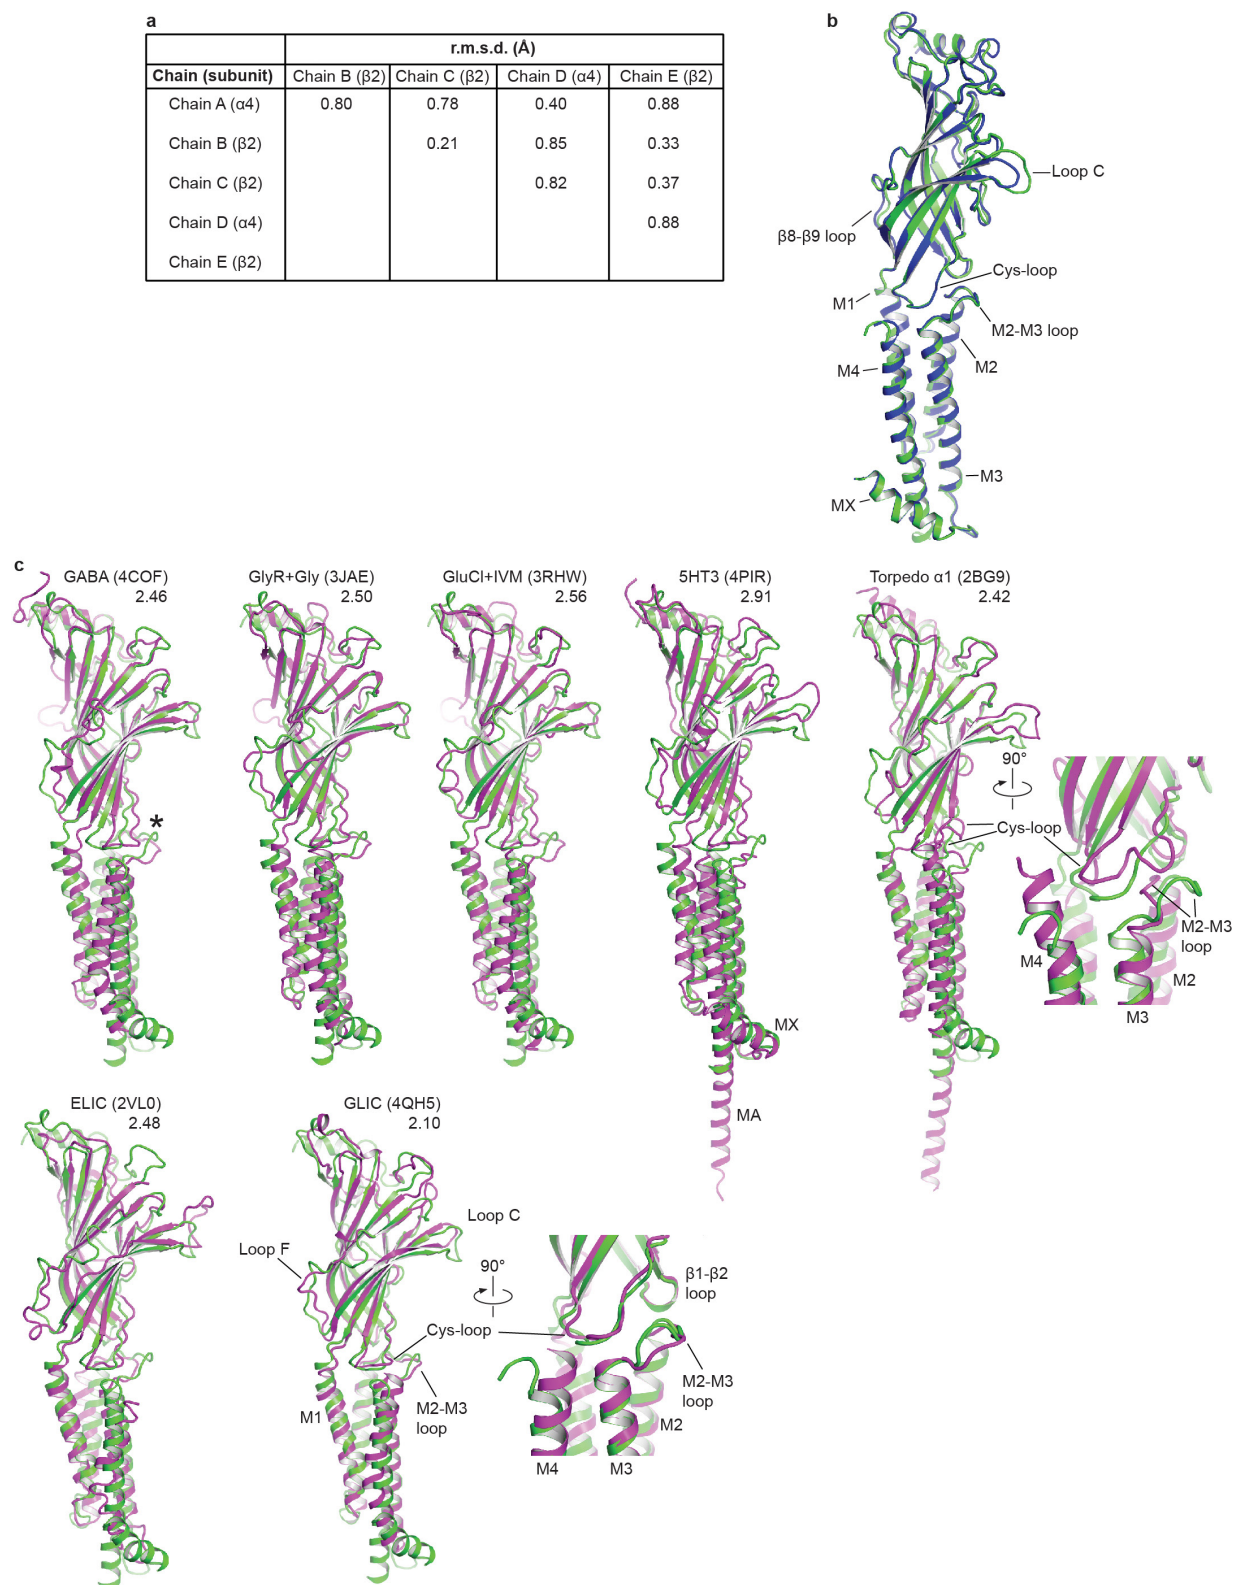 a
r.m.s.d. (Å)
Chain (subunit) Chain B (β2) Chain C (β2) Chain D (α4) Chain E (β2)
Chain A (α4) 0.80 0.78 0.40 0.88
Chain B (β2) 0.21 0.85 0.33
Chain C (β2) 0.82 0.37
Chain D (α4) 0.88
Chain E (β2)
b
Loop C
β8-β9 loop
Cys-loop
M1
M2-M3 loop
M4
M2
M3
MX
c
GABA (4COF)
2.46
*
GlyR+Gly (3JAE)
2.50
GluCl+IVM (3RHW)
2.56
5HT3 (4PIR)
2.91
MX
MA
Torpedo α1 (2BG9)
2.42
90°
Cys-loop
M2-M3
loop
M4
M2
M3
ELIC (2VL0)
2.48
GLIC (4QH5)
2.10
Loop C
Loop F
90°
β1-β2
loop
Cys-loop
M2-M3
loop
M1
M2-M3
loop
M2
M4
M3